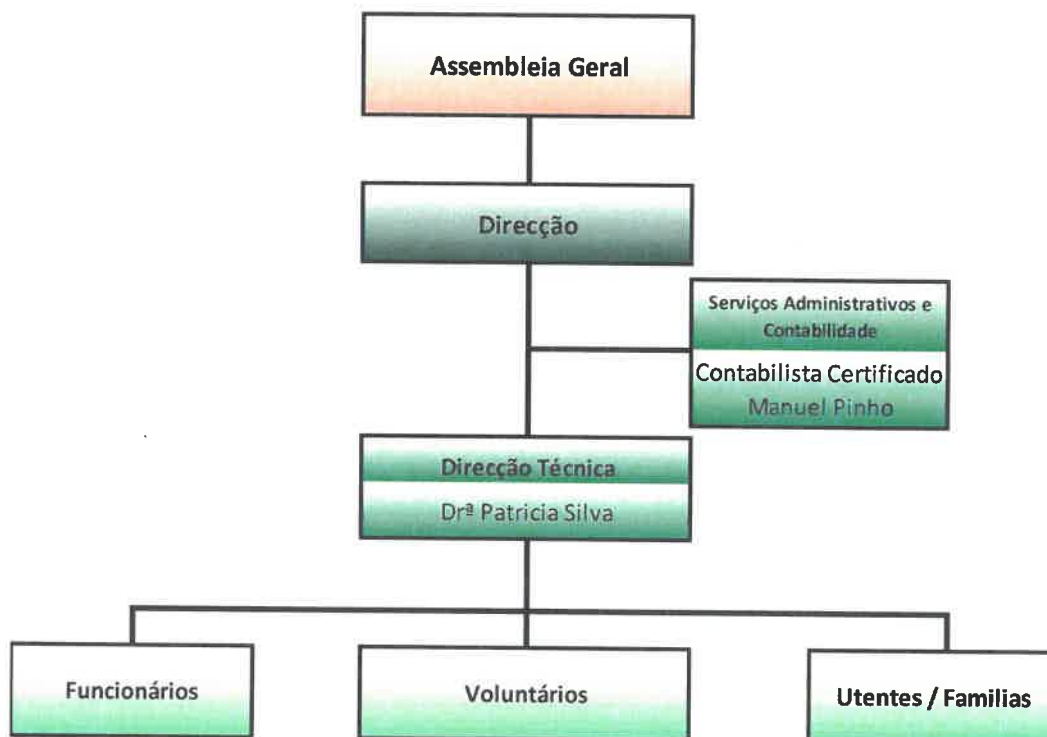 Assembleia Geral
Direcção
Serviços Administrativos e
Contabilidade
Contabilista Certificado
Manuel Pinho
Direcção Técnica
Drª Patricia Silva
Funcionários
Voluntários
Utentes / Familias